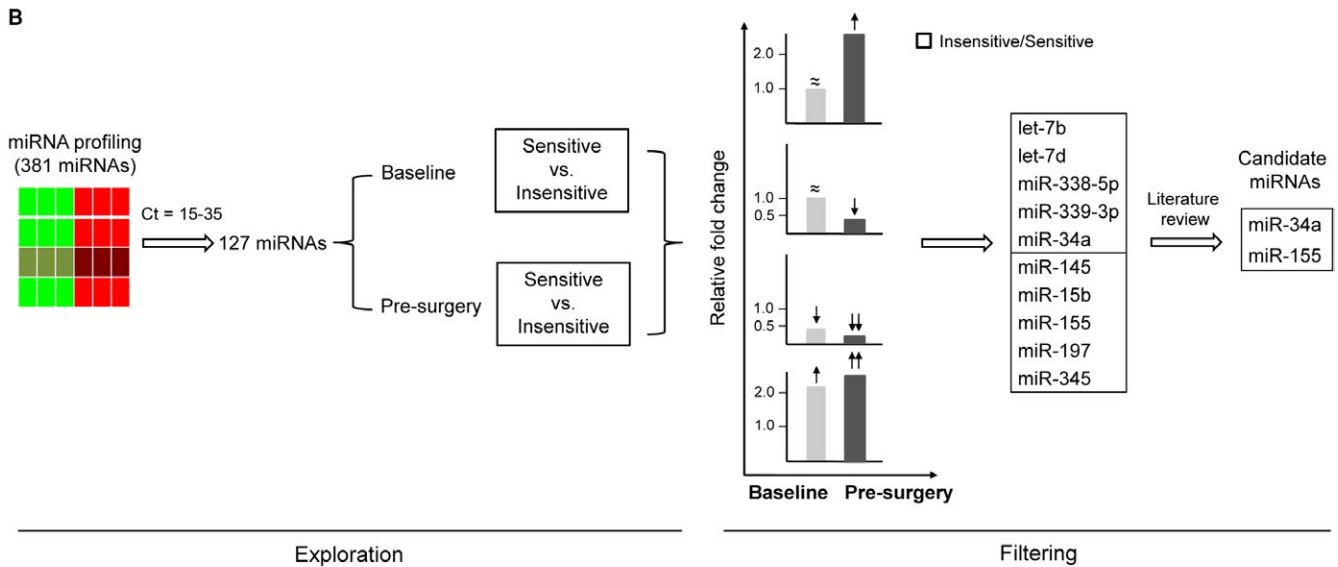 B
miRNA profiling
(381 miRNAs)
Ct = 15-35
127 miRNAs
Baseline
Pre-surgery
Sensitive
vs.
Insensitive
Sensitive
vs.
Insensitive
Relative fold change
2.0
1.0
≈
1.0
0.5
≈
1.0
0.5
2.0
1.0
Baseline
Pre-surgery
Insensitive/Sensitive
let-7b
let-7d
miR-338-5p
miR-339-3p
miR-34a
miR-145
miR-15b
miR-155
miR-197
miR-345
Literature
review
Candidate
miRNAs
miR-34a
miR-155
Exploration
Filtering